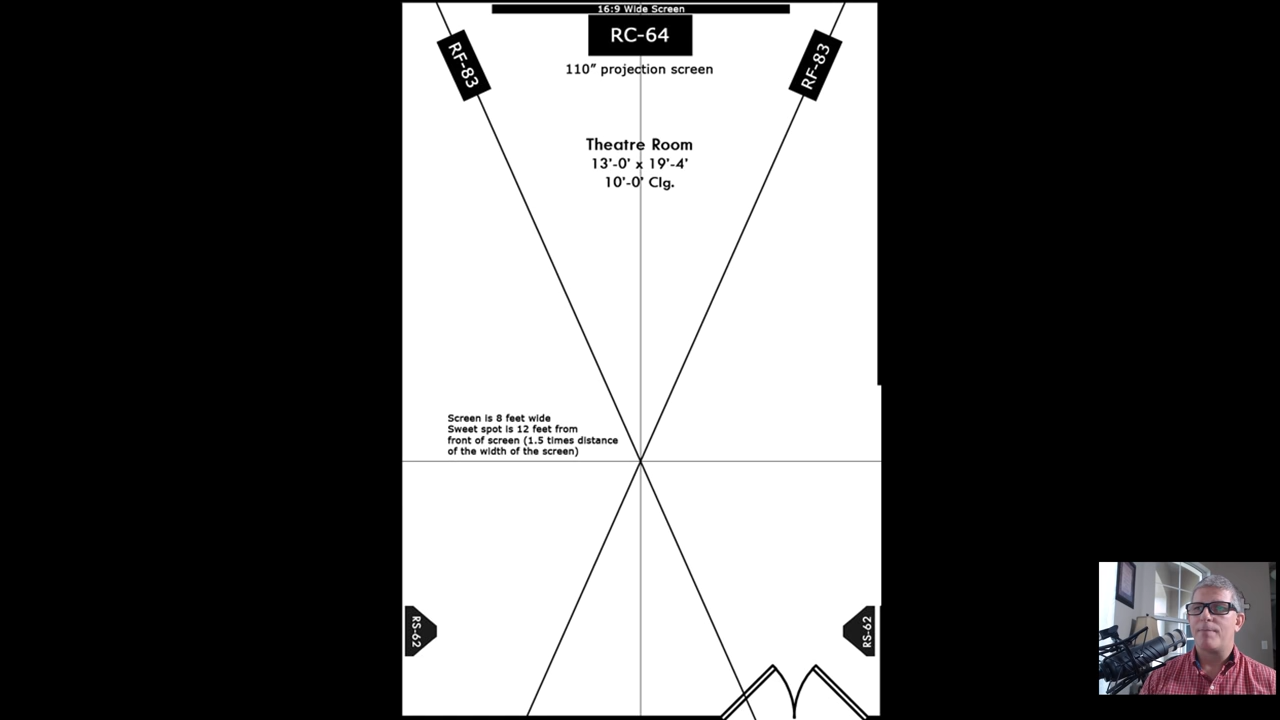 16:9 Wide Screen
RC-64
RF-83
RF-83
110" projection screen
Theatre Room
13'-0' x 19'-4'
10'-0' Clg.
Screen is 8 feet wide
Sweet spot is 12 feet from
front of screen (1.5 times distance
of the width of the screen)
RS-62
RS-62